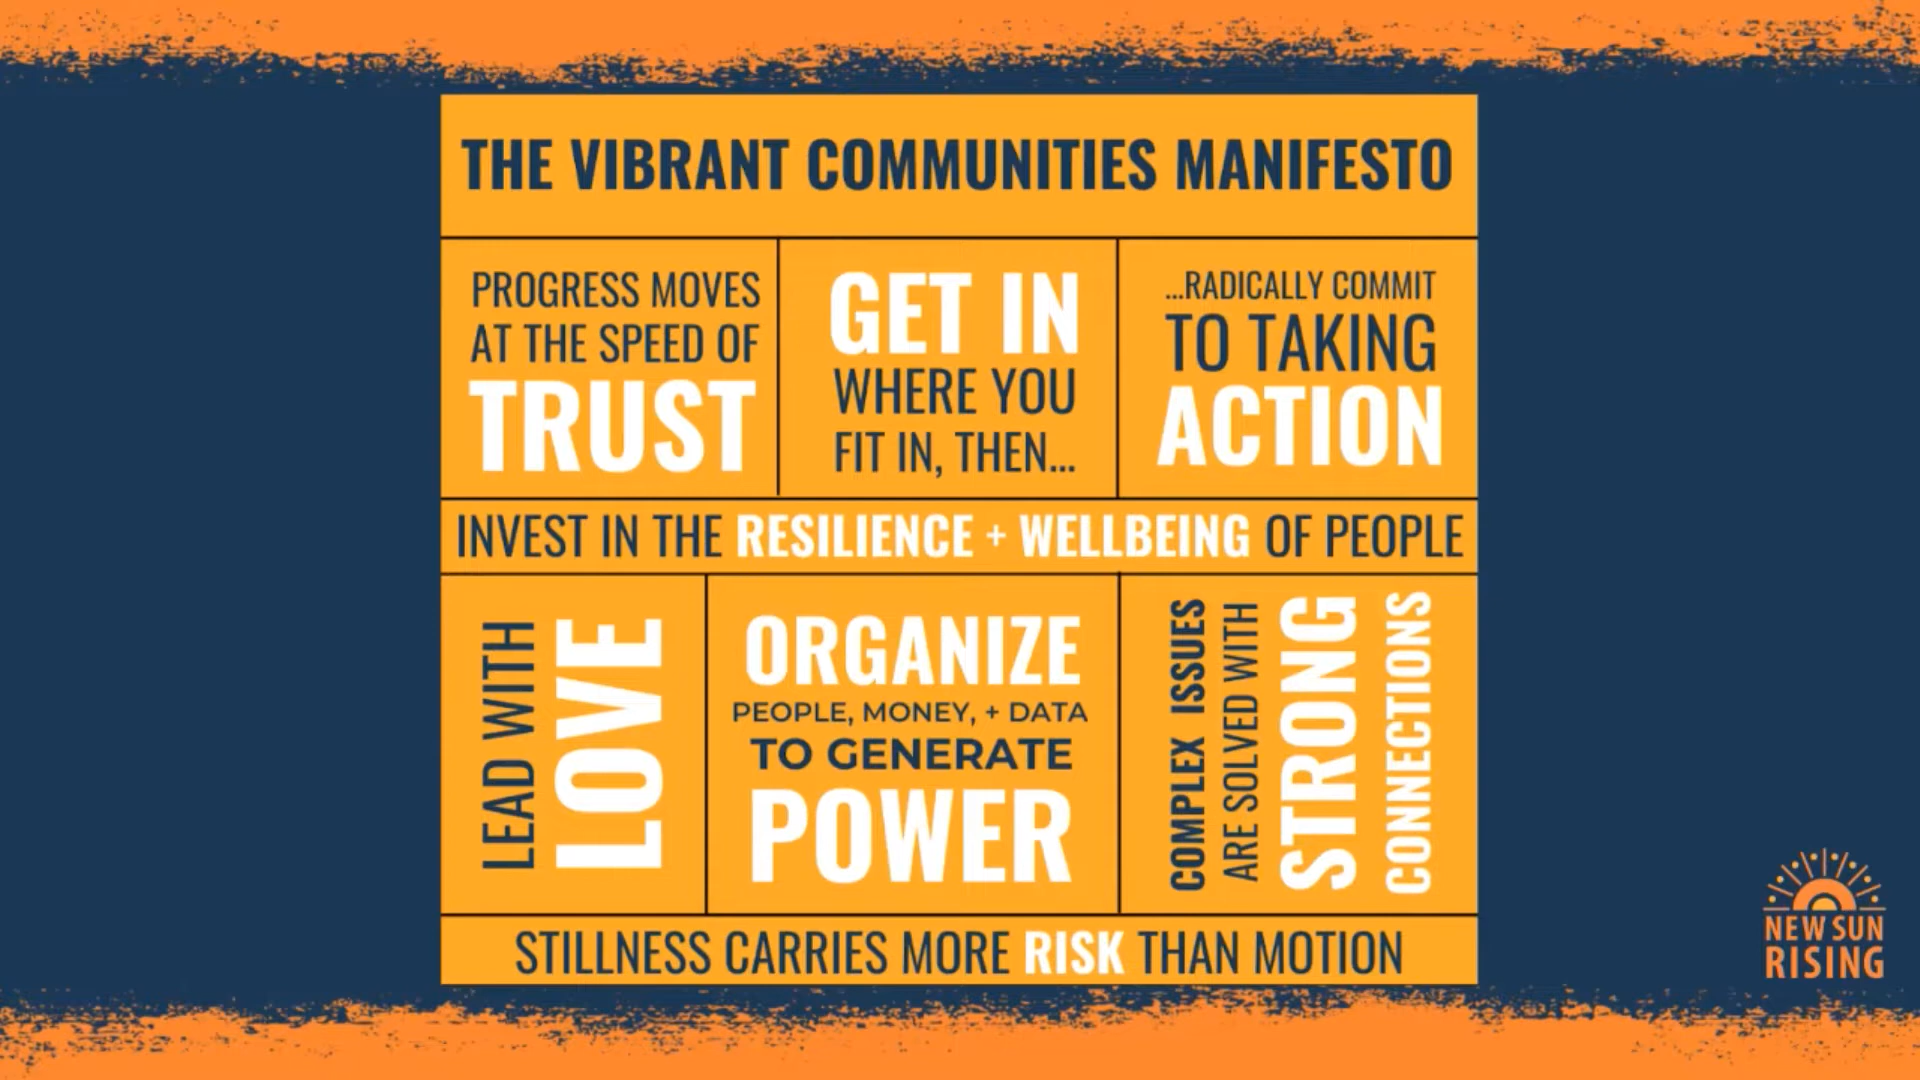 THE VIBRANT COMMUNITIES MANIFESTO
PROGRESS MOVES
AT THE SPEED OF
TRUST
GET IN
WHERE YOU
FIT IN, THEN...
...RADICALLY COMMIT
TO TAKING
ACTION
INVEST IN THE RESILIENCE + WELLBEING OF PEOPLE
LEAD WITH
LOVE
ORGANIZE
PEOPLE, MONEY, + DATA
TO GENERATE
POWER
COMPLEX ISSUES
ARE SOLVED WITH
STRONG
CONNECTIONS
STILLNESS CARRIES MORE RISK THAN MOTION
NEW SUN
RISING